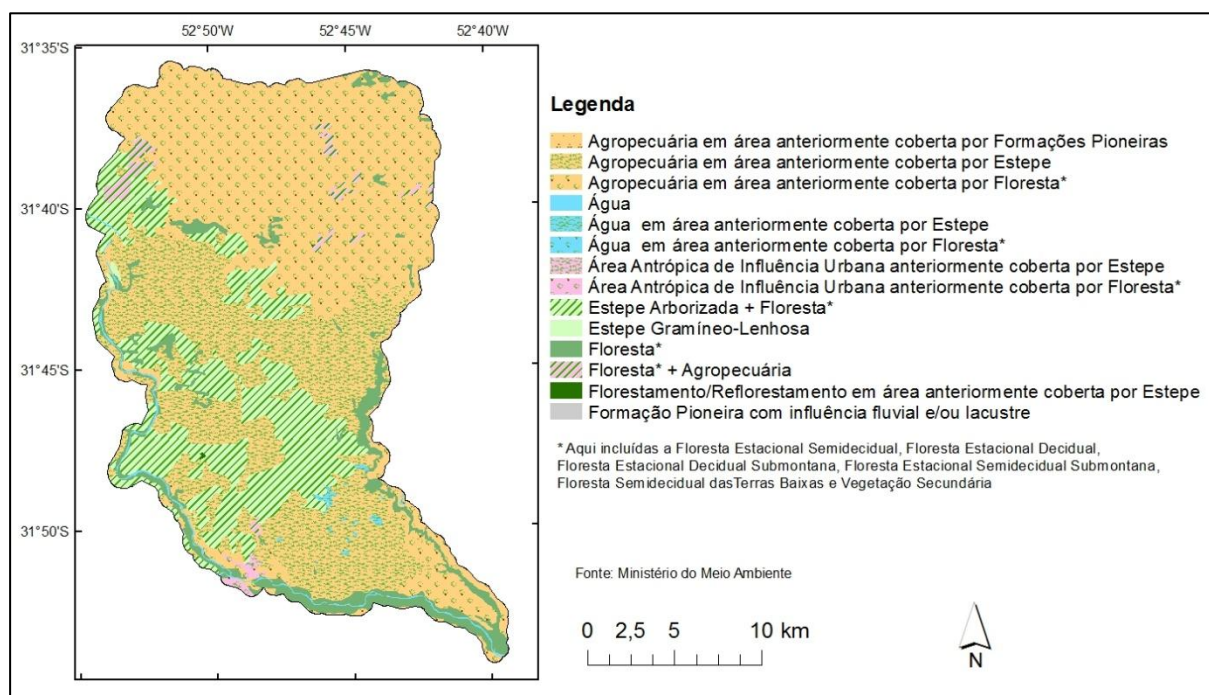 52°50'W
52°45'W
52°40'W
31°35'S
31°40'S
31°45'S
31°50'S
Legenda
Agropecuária em área anteriormente coberta por Formações Pioneiras
Agropecuária em área anteriormente coberta por Estepe
Agropecuária em área anteriormente coberta por Floresta*
Água
Água em área anteriormente coberta por Estepe
Água em área anteriormente coberta por Floresta*
Área Antrópica de Influência Urbana anteriormente coberta por Estepe
Área Antrópica de Influência Urbana anteriormente coberta por Floresta*
Estepe Arborizada + Floresta*
Estepe Gramíneo-Lenhosa
Floresta*
Floresta* + Agropecuária
Florestamento/Reflorestamento em área anteriormente coberta por Estepe
Formação Pioneira com influência fluvial e/ou lacustre
* Aqui incluídas a Floresta Estacional Semidecidual, Floresta Estacional Decidual,
Floresta Estacional Decidual Submontana, Floresta Estacional Semidecidual Submontana,
Floresta Semidecidual dasTerras Baixas e Vegetação Secundária
Fonte: Ministério do Meio Ambiente
0 2,5 5 10 km
N